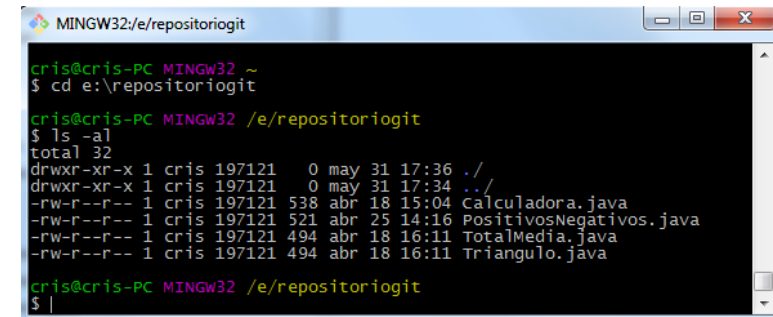 MINGW32:/e/repositoriogit
cris@cris-PC MINGW32 ~
$ cd e:\repositoriogit
cris@cris-PC MINGW32 /e/repositoriogit
$ ls -al
total 32
drwxr-xr-x 1 cris 197121   0 may 31 17:36 ./
drwxr-xr-x 1 cris 197121   0 may 31 17:34 ../
-rw-r--r-- 1 cris 197121 538 abr 18 15:04 Calculadora.java
-rw-r--r-- 1 cris 197121 521 abr 25 14:16 PositivosNegativos.java
-rw-r--r-- 1 cris 197121 494 abr 18 16:11 TotalMedia.java
-rw-r--r-- 1 cris 197121 494 abr 18 16:11 Triangulo.java
cris@cris-PC MINGW32 /e/repositoriogit
$